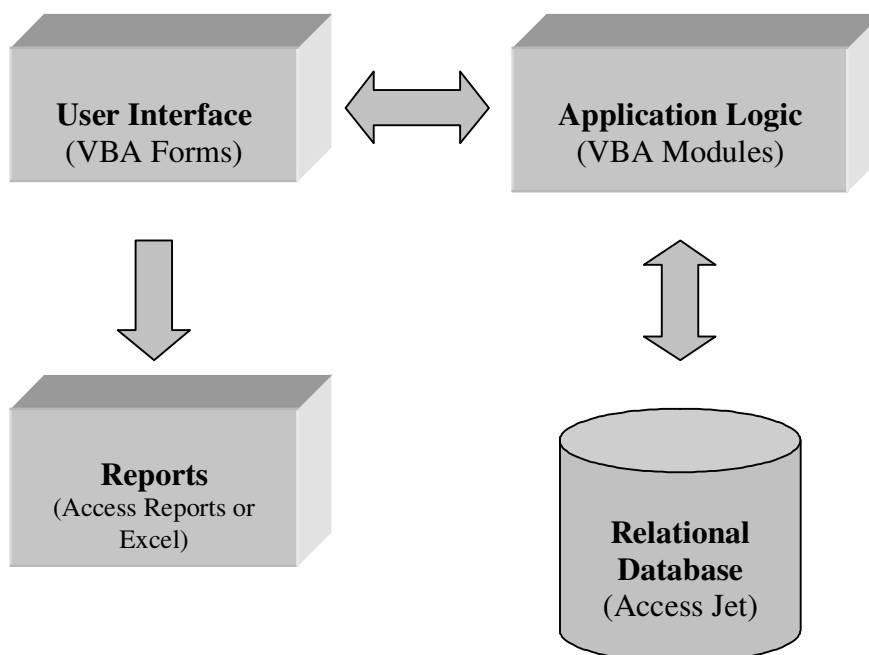 User Interface
(VBA Forms)
Application Logic
(VBA Modules)
Reports
(Access Reports or
Excel)
Relational
Database
(Access Jet)